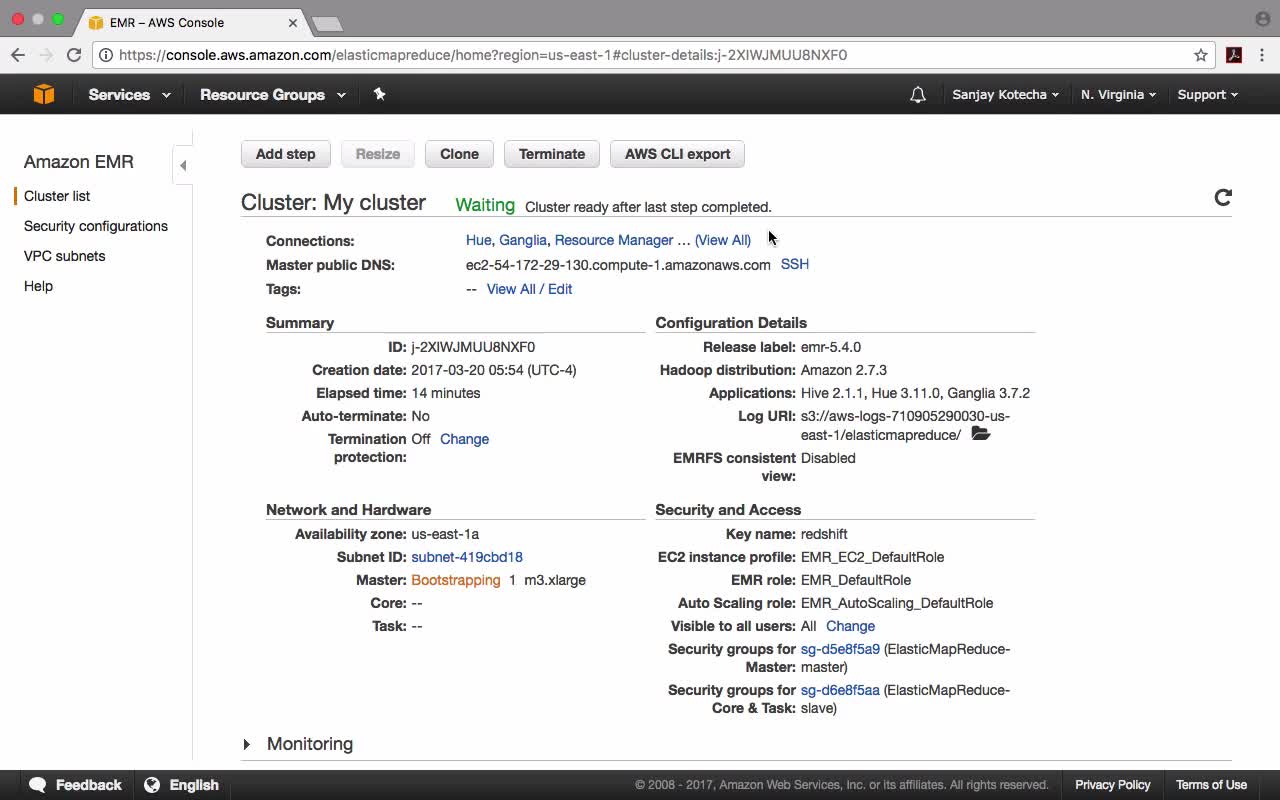 EMR – AWS Console
https://console.aws.amazon.com/elasticmapreduce/home?region=us-east-1#cluster-details:j-2XIWJMUU8NXF0
Services Resource Groups Sanjay Kotecha N. Virginia Support
Amazon EMR
Cluster list
Security configurations
VPC subnets
Help
Add step Resize Clone Terminate AWS CLI export
Cluster: My cluster Waiting Cluster ready after last step completed.
Connections: Hue, Ganglia, Resource Manager ... (View All)
Master public DNS: ec2-54-172-29-130.compute-1.amazonaws.com SSH
Tags: -- View All / Edit
Summary
ID: j-2XIWJMUU8NXF0
Creation date: 2017-03-20 05:54 (UTC-4)
Elapsed time: 14 minutes
Auto-terminate: No
Termination Off Change
protection:
Configuration Details
Release label: emr-5.4.0
Hadoop distribution: Amazon 2.7.3
Applications: Hive 2.1.1, Hue 3.11.0, Ganglia 3.7.2
Log URI: s3://aws-logs-710905290030-us-
east-1/elasticmapreduce/
EMRFS consistent Disabled
view:
Network and Hardware
Availability zone: us-east-1a
Subnet ID: subnet-419cbd18
Master: Bootstrapping 1 m3.xlarge
Core: --
Task: --
Security and Access
Key name: redshift
EC2 instance profile: EMR_EC2_DefaultRole
EMR role: EMR_DefaultRole
Auto Scaling role: EMR_AutoScaling_DefaultRole
Visible to all users: All Change
Security groups for sg-d5e8f5a9 (ElasticMapReduce-
Master: master)
Security groups for sg-d6e8f5aa (ElasticMapReduce-
Core & Task: slave)
Monitoring
Feedback English © 2008 - 2017, Amazon Web Services, Inc. or its affiliates. All rights reserved. Privacy Policy Terms of Use